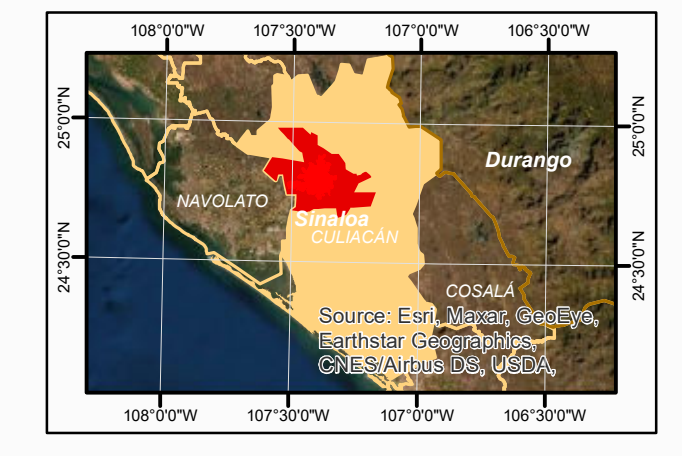 108°0'0"W 107°30'0"W 107°0'0"W 106°30'0"W
25°0'0"N
25°0'0"N
Durango
NAVOLATO
Sinaloa
CULIACÁN
24°30'0"N
24°30'0"N
COSALÁ
Source: Esri, Maxar, GeoEye,
Earthstar Geographics,
CNES/Airbus DS, USDA,
108°0'0"W 107°30'0"W 107°0'0"W 106°30'0"W